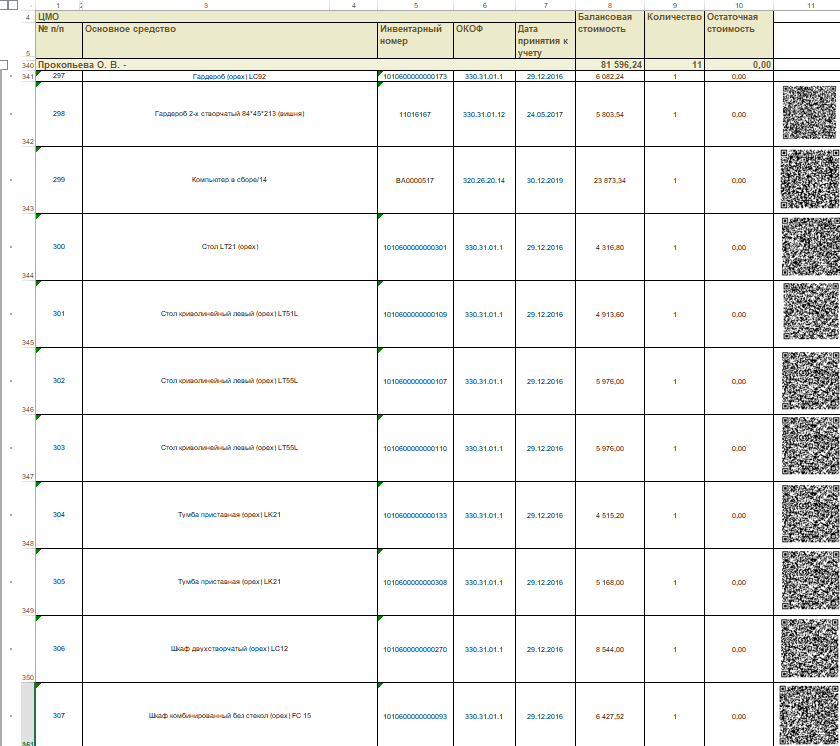 1 2 3 4 5 6 7 8 9 10 11
4 ЦМО Балансовая стоимость Количество Остаточная стоимость
5 № п/п Основное средство Инвентарный номер ОКОФ Дата принятия к учету
340 Прокопьева О. В. - 81 596,24 11 0,00
341 297 Гардероб (орех) LC92 1010600000000173 330.31.01.1 29.12.2016 6 082,24 1 0,00
342 298 Гардероб 2-х створчатый 84*45*213 (вишня) 11016167 330.31.01.12 24.05.2017 5 803,54 1 0,00
343 299 Компьютер в сборе/14 ВА0000517 320.26.20.14 30.12.2019 23 873,34 1 0,00
344 300 Стол LT21 (орех) 1010600000000301 330.31.01.1 29.12.2016 4 316,80 1 0,00
345 301 Стол криволинейный левый (орех) LT51L 1010600000000109 330.31.01.1 29.12.2016 4 913,60 1 0,00
346 302 Стол криволинейный левый (орех) LT55L 1010600000000107 330.31.01.1 29.12.2016 5 976,00 1 0,00
347 303 Стол криволинейный левый (орех) LT55L 1010600000000110 330.31.01.1 29.12.2016 5 976,00 1 0,00
348 304 Тумба приставная (орех) LK21 1010600000000133 330.31.01.1 29.12.2016 4 515,20 1 0,00
349 305 Тумба приставная (орех) LK21 1010600000000308 330.31.01.1 29.12.2016 5 168,00 1 0,00
350 306 Шкаф двухстворчатый (орех) LC12 1010600000000270 330.31.01.1 29.12.2016 8 544,00 1 0,00
307 Шкаф комбинированный без стекол (орех) FC 15 1010600000000093 330.31.01.1 29.12.2016 6 427,52 1 0,00